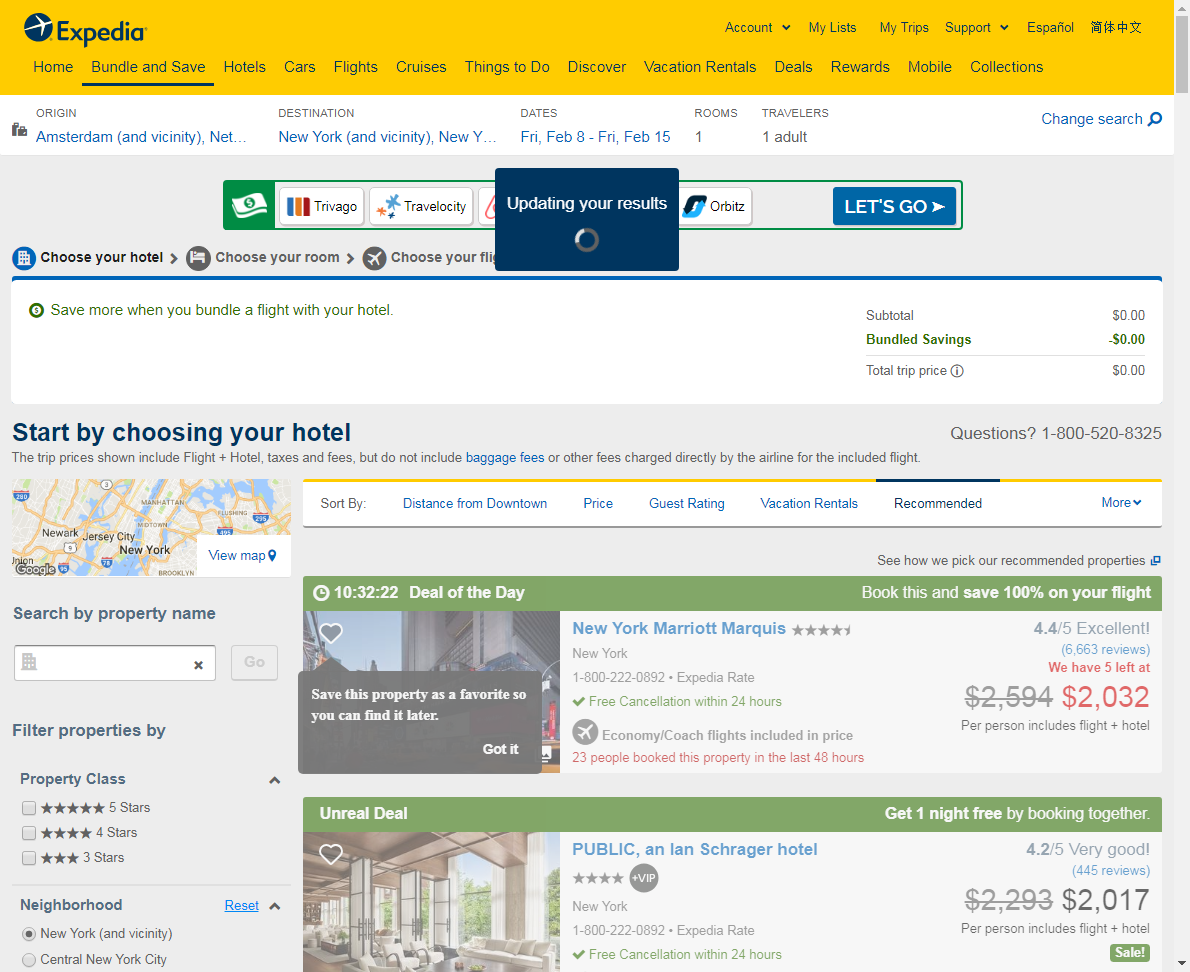 Expedia
Account My Lists My Trips Support Español 简体中文
Home Bundle and Save Hotels Cars Flights Cruises Things to Do Discover Vacation Rentals Deals Rewards Mobile Collections
ORIGIN DESTINATION DATES ROOMS TRAVELERS
Amsterdam (and vicinity), Net... New York (and vicinity), New Y... Fri, Feb 8 - Fri, Feb 15 1 1 adult
Change search
Trivago Travelocity Orbitz LET'S GO
Updating your results
Choose your hotel Choose your room Choose your flig
Save more when you bundle a flight with your hotel.
Subtotal $0.00
Bundled Savings -$0.00
Total trip price $0.00
Start by choosing your hotel
Questions? 1-800-520-8325
The trip prices shown include Flight + Hotel, taxes and fees, but do not include baggage fees or other fees charged directly by the airline for the included flight.
280
3
MANHATTAN
FLUSHING
MIDTOWN
295
495
Newark
Jersey City
9
New York
78
95
Union
Google
BROOKLYN
View map
Sort By: Distance from Downtown Price Guest Rating Vacation Rentals Recommended More
See how we pick our recommended properties
Search by property name
Go
Filter properties by
Property Class
5 Stars
4 Stars
3 Stars
Neighborhood Reset
New York (and vicinity)
Central New York City
10:32:22 Deal of the Day Book this and save 100% on your flight
New York Marriott Marquis 4.4/5 Excellent!
New York (6,663 reviews)
1-800-222-0892 • Expedia Rate We have 5 left at
Free Cancellation within 24 hours $2,594 $2,032
Economy/Coach flights included in price Per person includes flight + hotel
23 people booked this property in the last 48 hours
Save this property as a favorite so
you can find it later.
Got it
Unreal Deal Get 1 night free by booking together.
PUBLIC, an Ian Schrager hotel 4.2/5 Very good!
+VIP (445 reviews)
New York $2,293 $2,017
1-800-222-0892 • Expedia Rate Per person includes flight + hotel
Free Cancellation within 24 hours Sale!